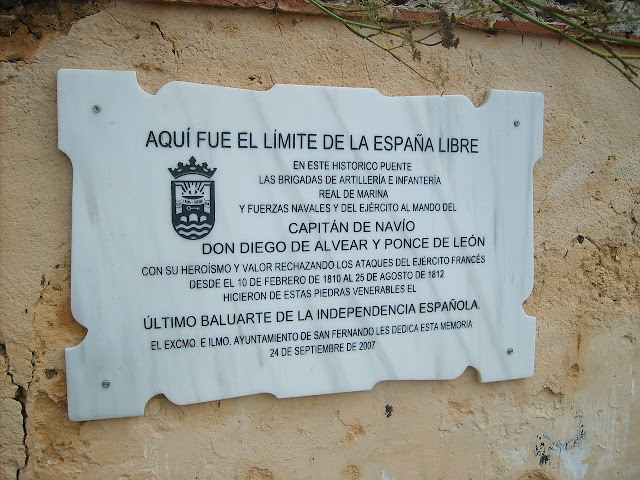 AQUÍ FUE EL LÍMITE DE LA ESPAÑA LIBRE
EN ESTE HISTORICO PUENTE
LAS BRIGADAS DE ARTILLERÍA E INFANTERÍA
REAL DE MARINA
Y FUERZAS NAVALES Y DEL EJÉRCITO AL MANDO DEL
CAPITÁN DE NAVÍO
DON DIEGO DE ALVEAR Y PONCE DE LEÓN
CON SU HEROÍSMO Y VALOR RECHAZANDO LOS ATAQUES DEL EJÉRCITO FRANCÉS
DESDE EL 10 DE FEBRERO DE 1810 AL 25 DE AGOSTO DE 1812
HICIERON DE ESTAS PIEDRAS VENERABLES EL
ÚLTIMO BALUARTE DE LA INDEPENDENCIA ESPAÑOLA.
EL EXCMO. E ILMO. AYUNTAMIENTO DE SAN FERNANDO LES DEDICA ESTA MEMORIA
24 DE SEPTIEMBRE DE 2007